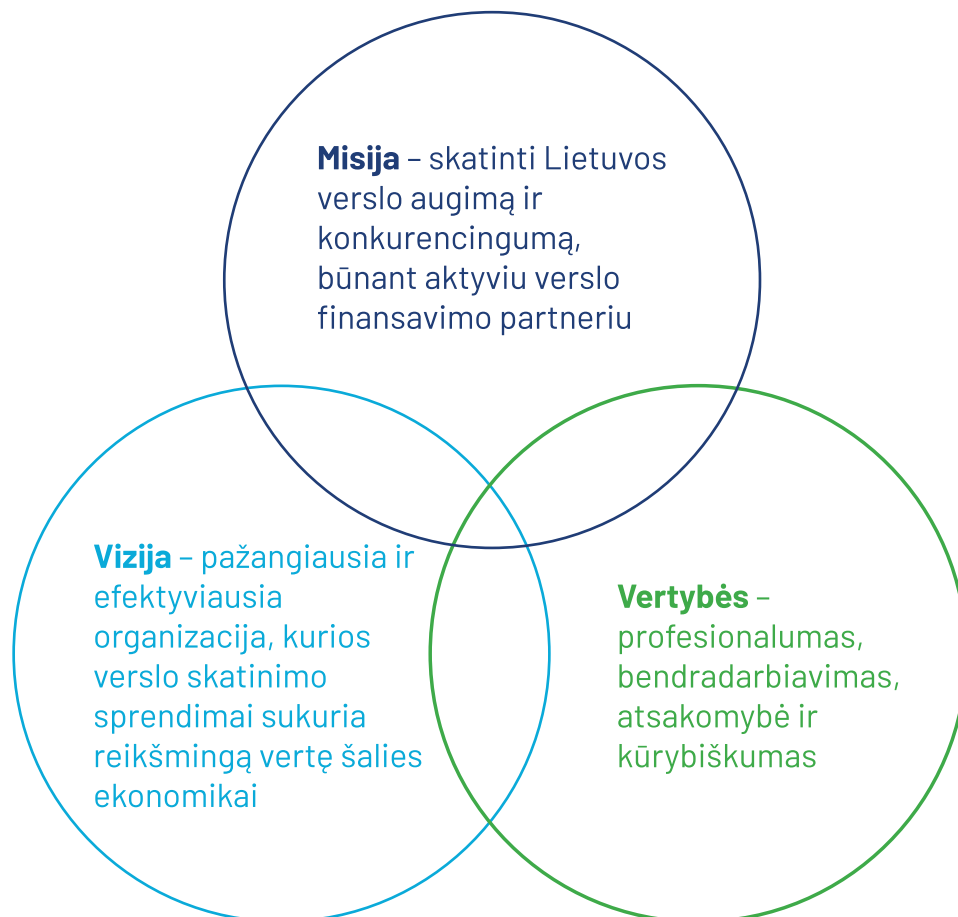 Misija – skatinti Lietuvos
verslo augimą ir
konkurencingumą,
būnant aktyviu verslo
finansavimo partneriu
Vizija – pažangiausia ir
efektyviausia
organizacija, kurios
verslo skatinimo
sprendimai sukuria
reikšmingą vertę šalies
ekonomikai
Vertybės –
profesionalumas,
bendradarbiavimas,
atsakomybė ir
kūrybiškumas